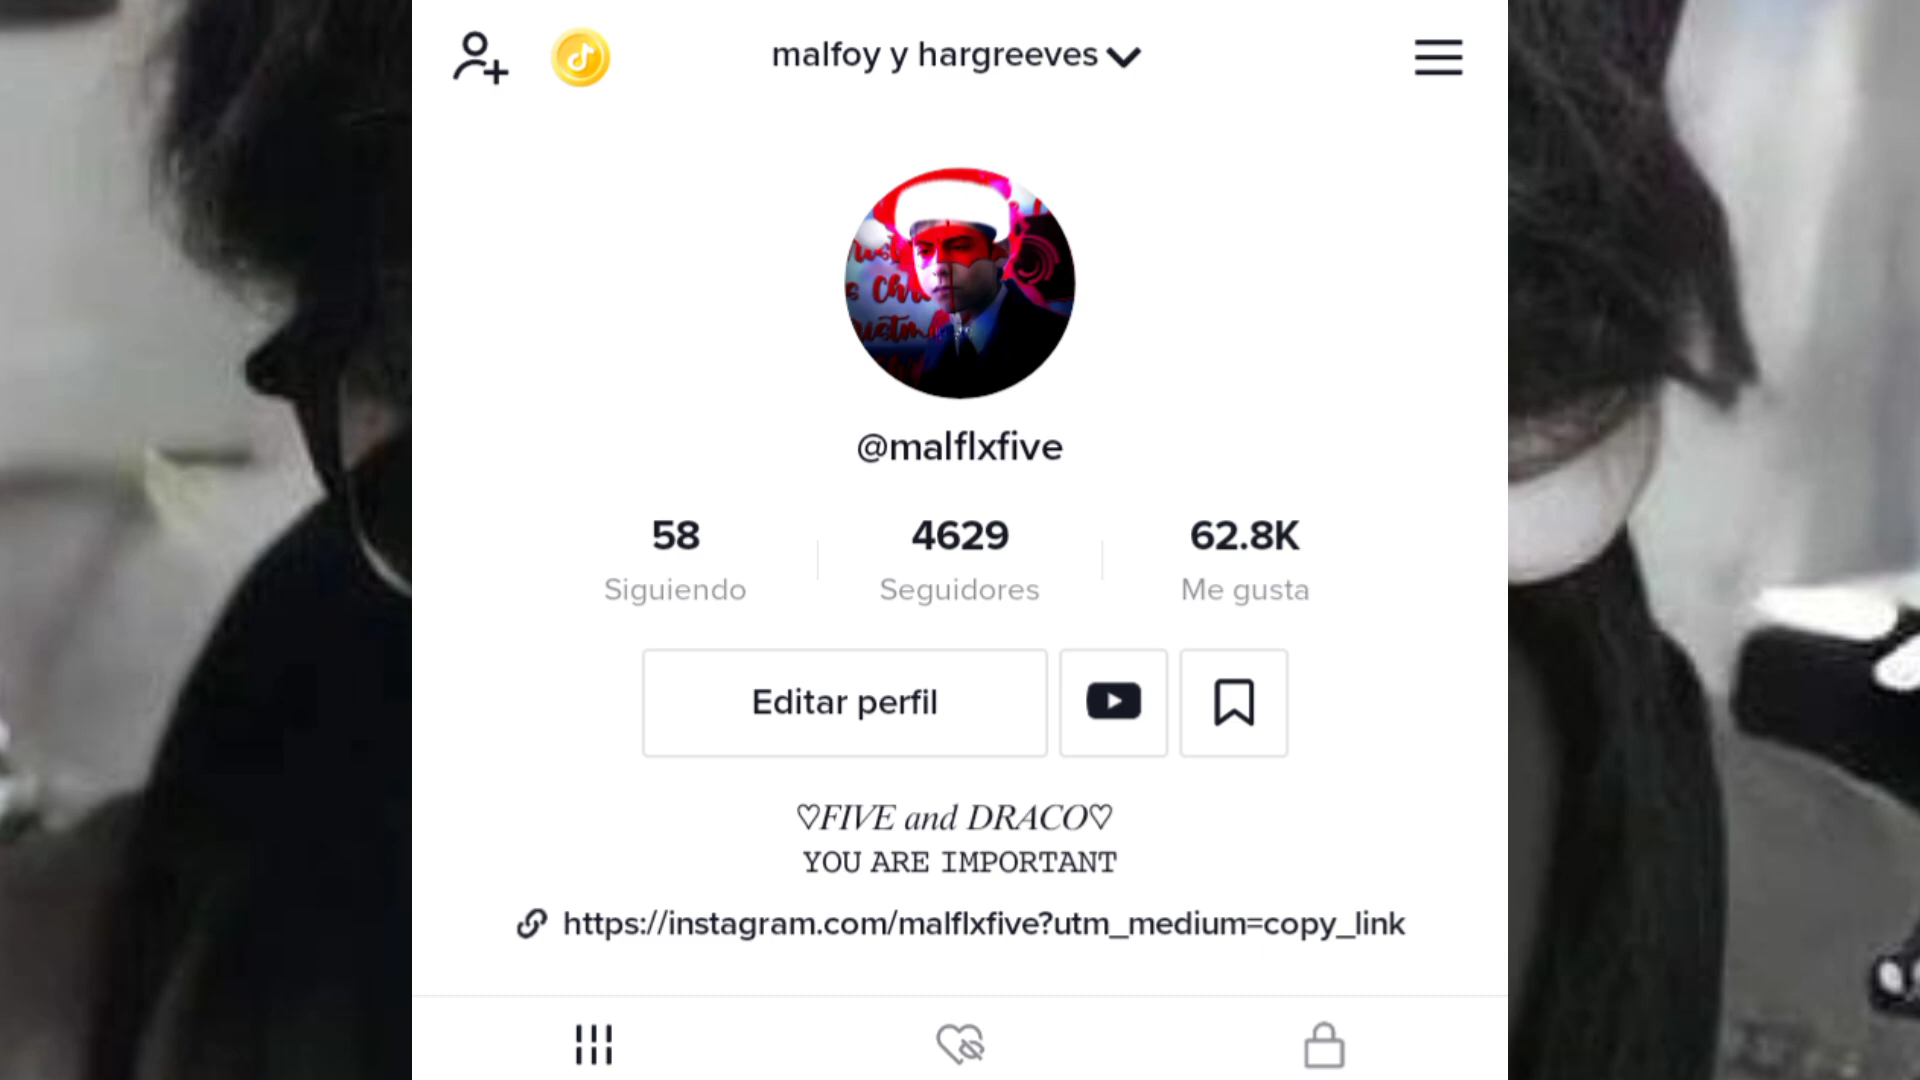 malfoy y hargreeves
@malflxfive
58 4629 62.8K
Siguiendo Seguidores Me gusta
Editar perfil
♡FIVE and DRACO♡
YOU ARE IMPORTANT
https://instagram.com/malflxfive?utm_medium=copy_link